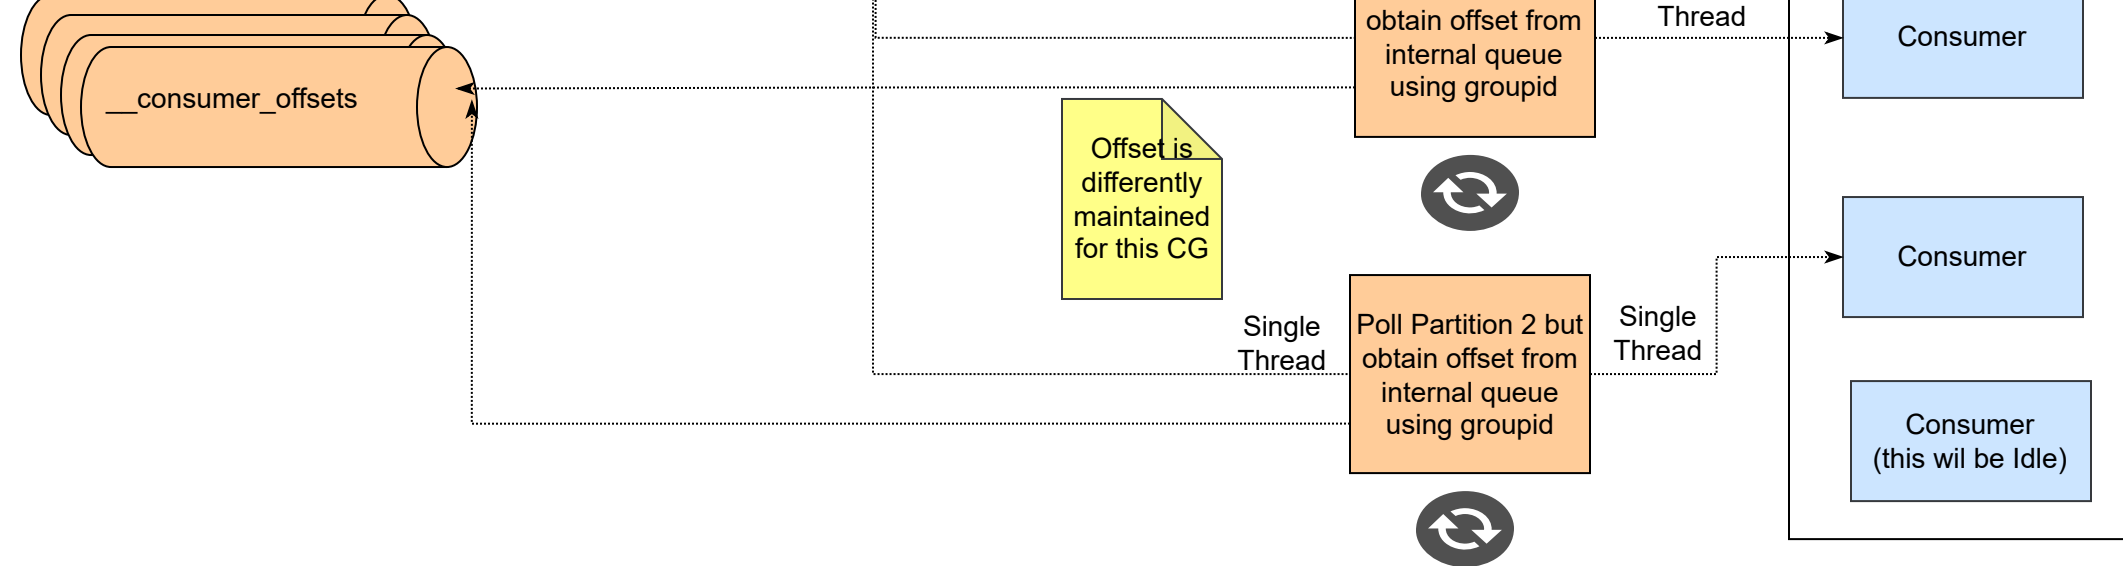 __consumer_offsets
obtain offset from
internal queue
using groupid
Thread
Consumer
Offset is
differently
maintained
for this CG
Consumer
Single
Thread
Poll Partition 2 but
obtain offset from
internal queue
using groupid
Single
Thread
Consumer
(this wil be Idle)